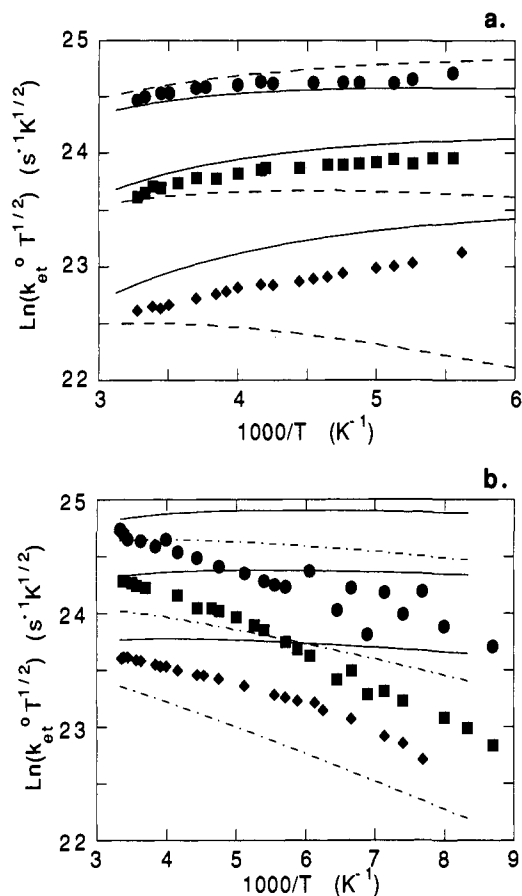 a.
25
24
23
22
Ln(k_et° T^1/2) (s^-1 K^1/2)
3 4 5 6
1000/T (K^-1)
b.
25
24
23
22
Ln(k_et° T^1/2) (s^-1 K^1/2)
3 4 5 6 7 8 9
1000/T (K^-1)